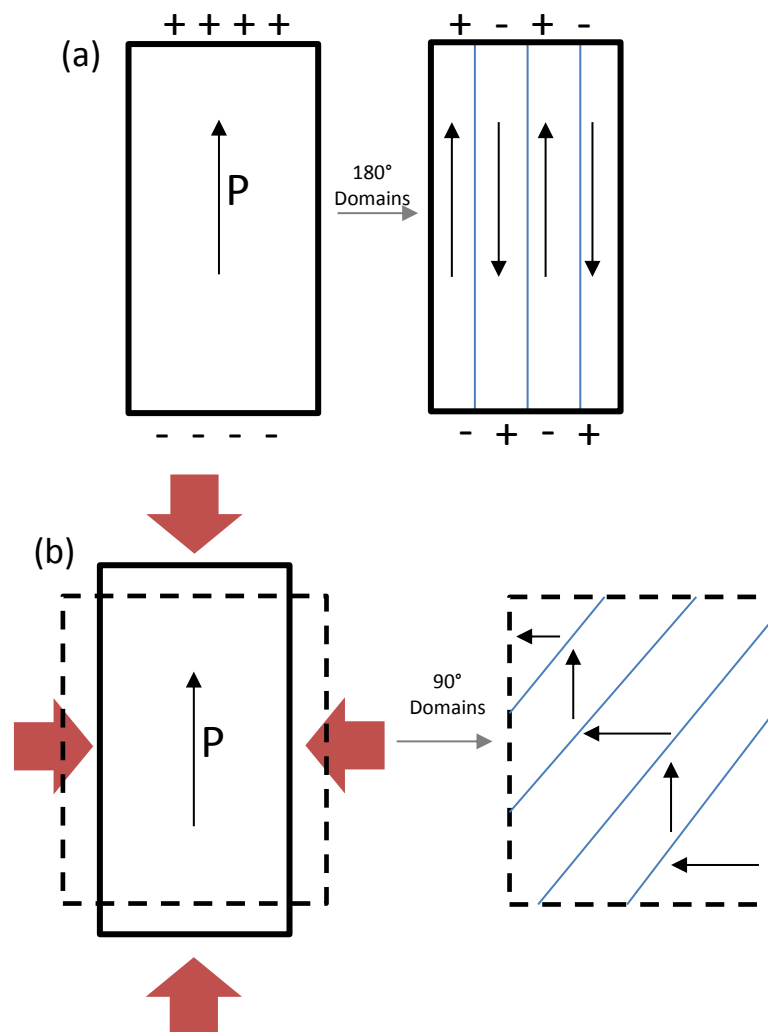 + + + +
+ - + -
(a)
P
180°
Domains
- - - -
- + - +
(b)
P
90°
Domains